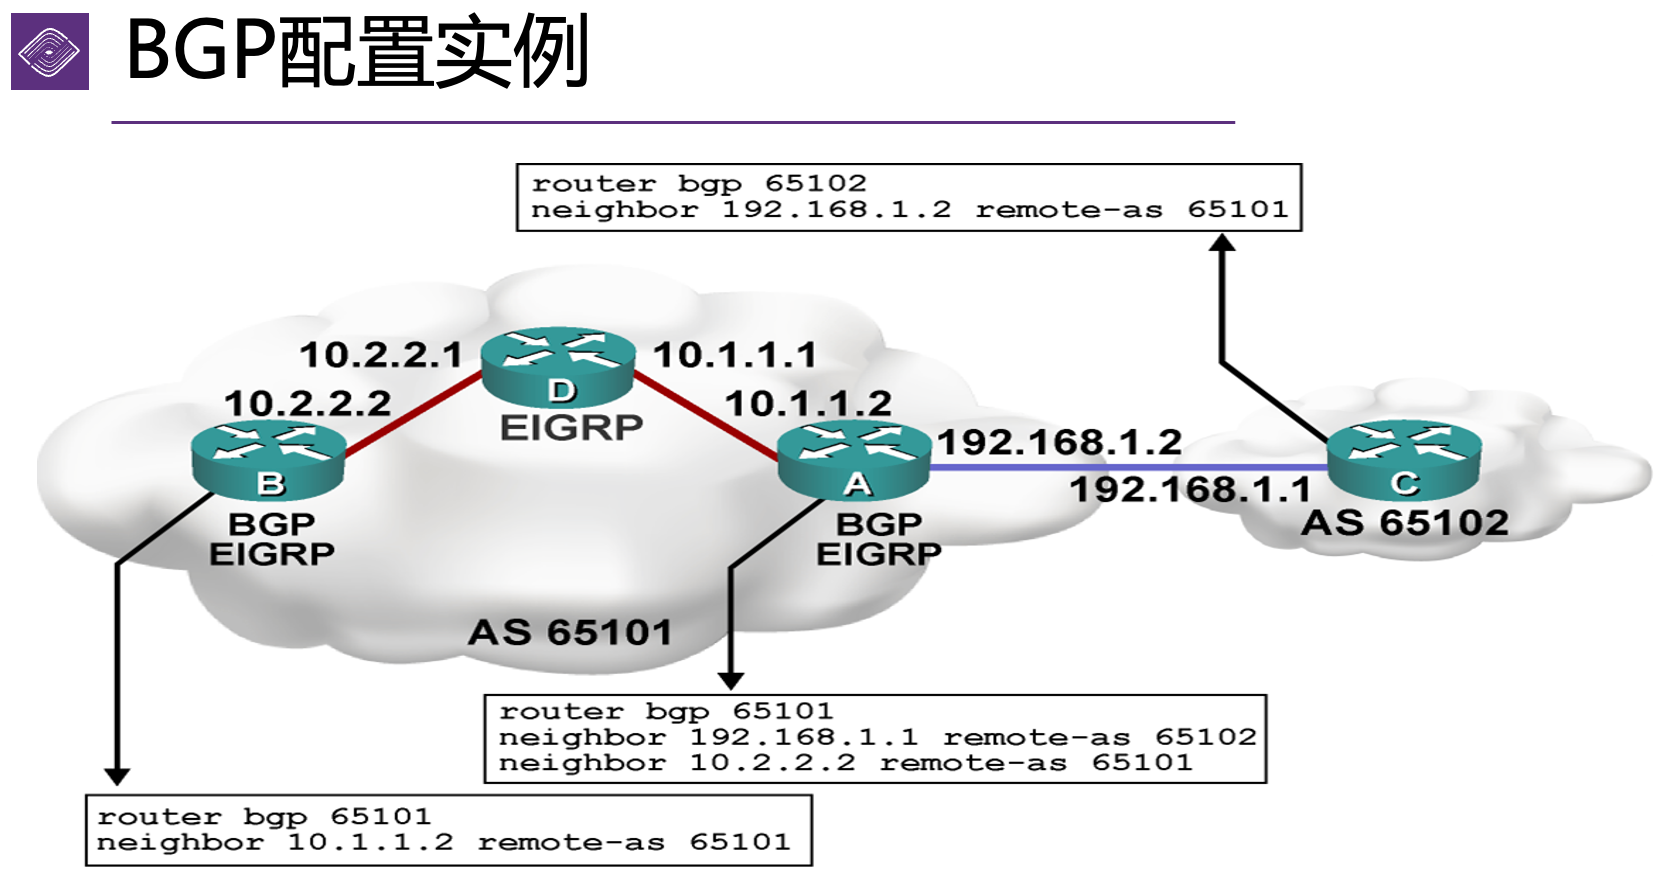 BGP配置实例
router bgp 65102
neighbor 192.168.1.2 remote-as 65101
10.2.2.1
10.1.1.1
10.2.2.2
D
10.1.1.2
EIGRP
192.168.1.2
B
A
192.168.1.1
C
BGP
EIGRP
BGP
EIGRP
AS 65102
AS 65101
router bgp 65101
neighbor 192.168.1.1 remote-as 65102
neighbor 10.2.2.2 remote-as 65101
router bgp 65101
neighbor 10.1.1.2 remote-as 65101